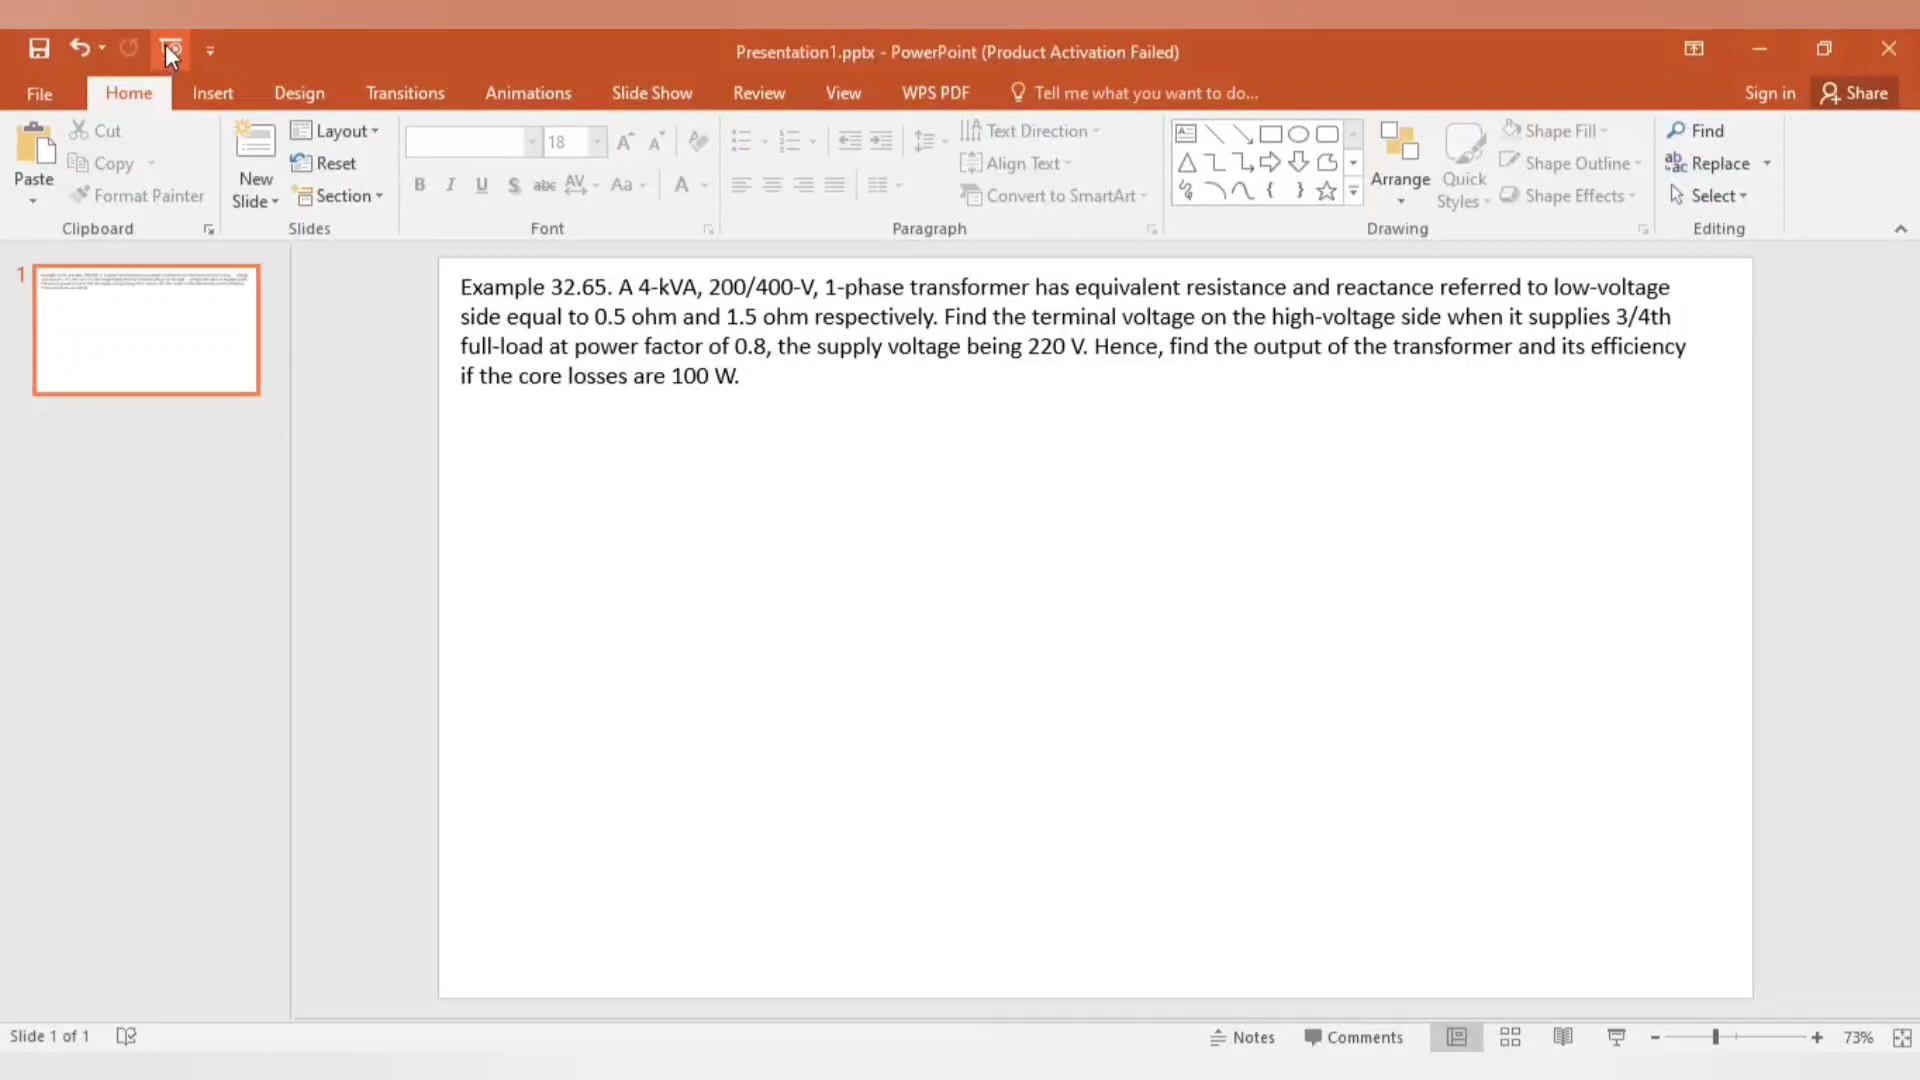 Presentation1.pptx - PowerPoint (Product Activation Failed)
File Home Insert Design Transitions Animations Slide Show Review View WPS PDF Tell me what you want to do... Sign in Share
Paste
Cut
Copy
Format Painter
Clipboard
New Slide
Layout
Reset
Section
Slides
18
B I U S abc AV Aa A
Font
Text Direction
Align Text
Convert to SmartArt
Paragraph
Arrange
Quick Styles
Shape Fill
Shape Outline
Shape Effects
Drawing
Find
Replace
Select
Editing
1
Example 32.65. A 4-kVA, 200/400-V, 1-phase transformer has equivalent resistance and reactance referred to low-voltage
side equal to 0.5 ohm and 1.5 ohm respectively. Find the terminal voltage on the high-voltage side when it supplies 3/4th
full-load at power factor of 0.8, the supply voltage being 220 V. Hence, find the output of the transformer and its efficiency
if the core losses are 100 W.
Slide 1 of 1 Notes Comments 73%